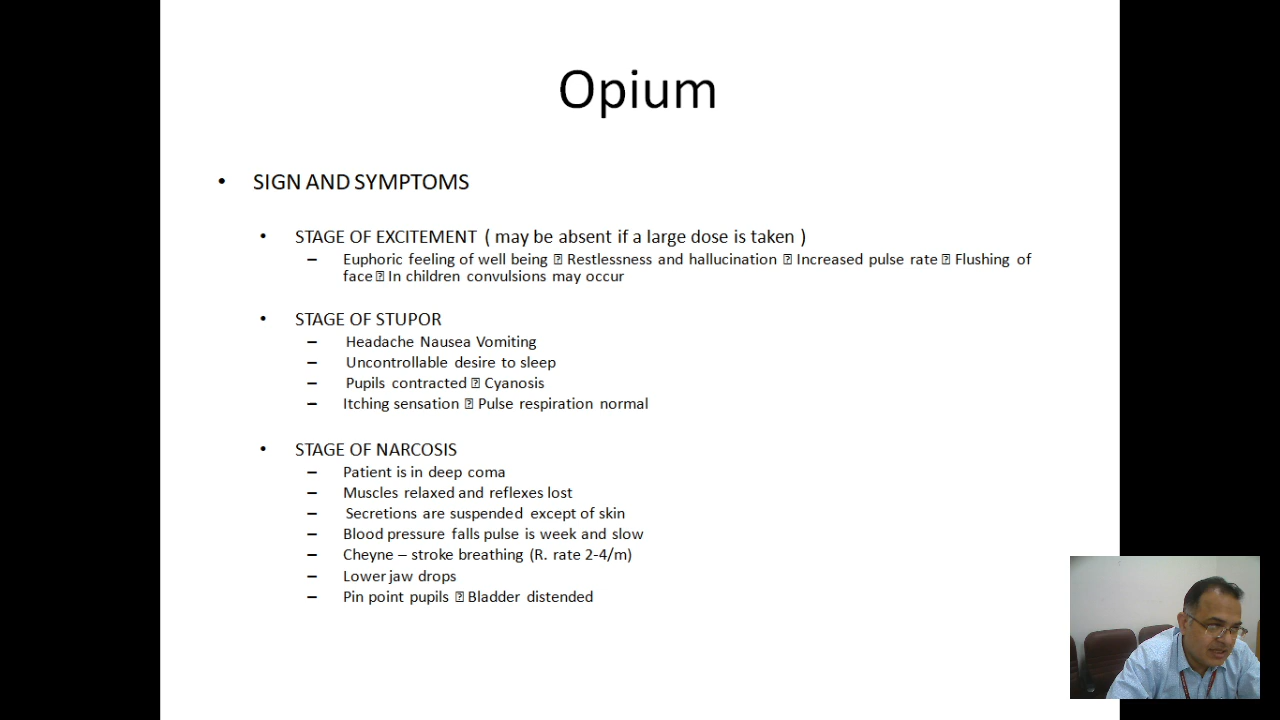 Opium
• SIGN AND SYMPTOMS
• STAGE OF EXCITEMENT ( may be absent if a large dose is taken )
– Euphoric feeling of well being ⍰ Restlessness and hallucination ⍰ Increased pulse rate ⍰ Flushing of
face ⍰ In children convulsions may occur
• STAGE OF STUPOR
– Headache Nausea Vomiting
– Uncontrollable desire to sleep
– Pupils contracted ⍰ Cyanosis
– Itching sensation ⍰ Pulse respiration normal
• STAGE OF NARCOSIS
– Patient is in deep coma
– Muscles relaxed and reflexes lost
– Secretions are suspended except of skin
– Blood pressure falls pulse is week and slow
– Cheyne – stroke breathing (R. rate 2-4/m)
– Lower jaw drops
– Pin point pupils ⍰ Bladder distended